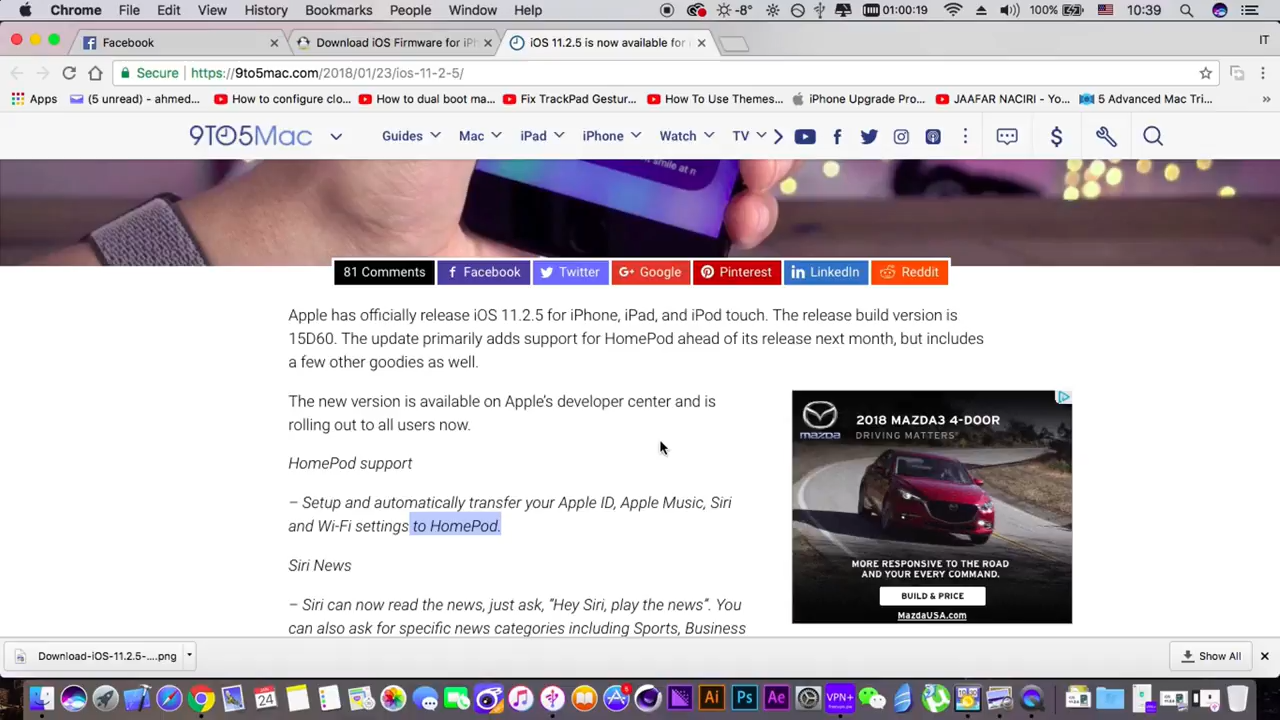 Chrome File Edit View History Bookmarks People Window Help -8° 01:00:19 100% 10:39
Facebook Download iOS Firmware for iP iOS 11.2.5 is now available for IT
Secure https://9to5mac.com/2018/01/23/ios-11-2-5/
Apps (5 unread) - ahmed... How to configure clo... How to dual boot ma... Fix TrackPad Gestur... How To Use Themes... iPhone Upgrade Pro... JAAFAR NACIRI - Yo... 5 Advanced Mac Tri... »
9TO5Mac Guides Mac iPad iPhone Watch TV
smile at
81 Comments Facebook Twitter Google Pinterest LinkedIn Reddit
Apple has officially release iOS 11.2.5 for iPhone, iPad, and iPod touch. The release build version is
15D60. The update primarily adds support for HomePod ahead of its release next month, but includes
a few other goodies as well.
The new version is available on Apple’s developer center and is
rolling out to all users now.
HomePod support
– Setup and automatically transfer your Apple ID, Apple Music, Siri
and Wi-Fi settings to HomePod.
Siri News
– Siri can now read the news, just ask, “Hey Siri, play the news”. You
can also ask for specific news categories including Sports, Business
mazda
2018 MAZDA3 4-DOOR
DRIVING MATTERS®
MORE RESPONSIVE TO THE ROAD
AND YOUR EVERY COMMAND.
BUILD & PRICE
MazdaUSA.com
Download-iOS-11.2.5-....png Show All
24 Ai Ps Ae VPN+